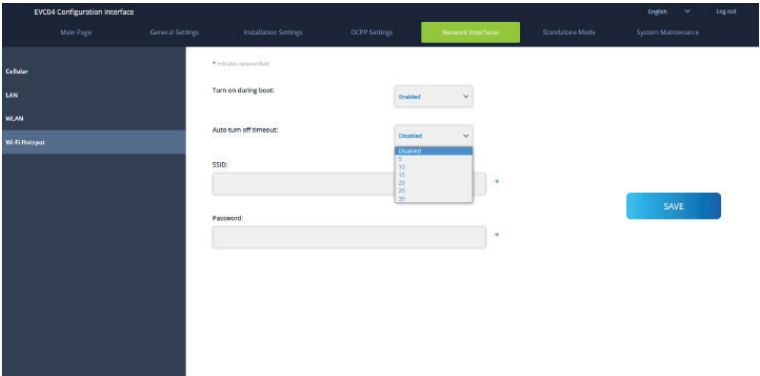 EVC04 Configuration Interface
English
Log out
Main Page
General Settings
Installation Settings
OCPP Settings
Network Interfaces
Standalone Mode
System Maintenance
Cellular
LAN
WLAN
Wi-Fi Hotspot
* indicates required field.
Turn on during boot:
Enabled
Auto turn off timeout:
Disabled
Disabled
5
10
15
20
25
30
SSID:
*
SAVE
Password:
*